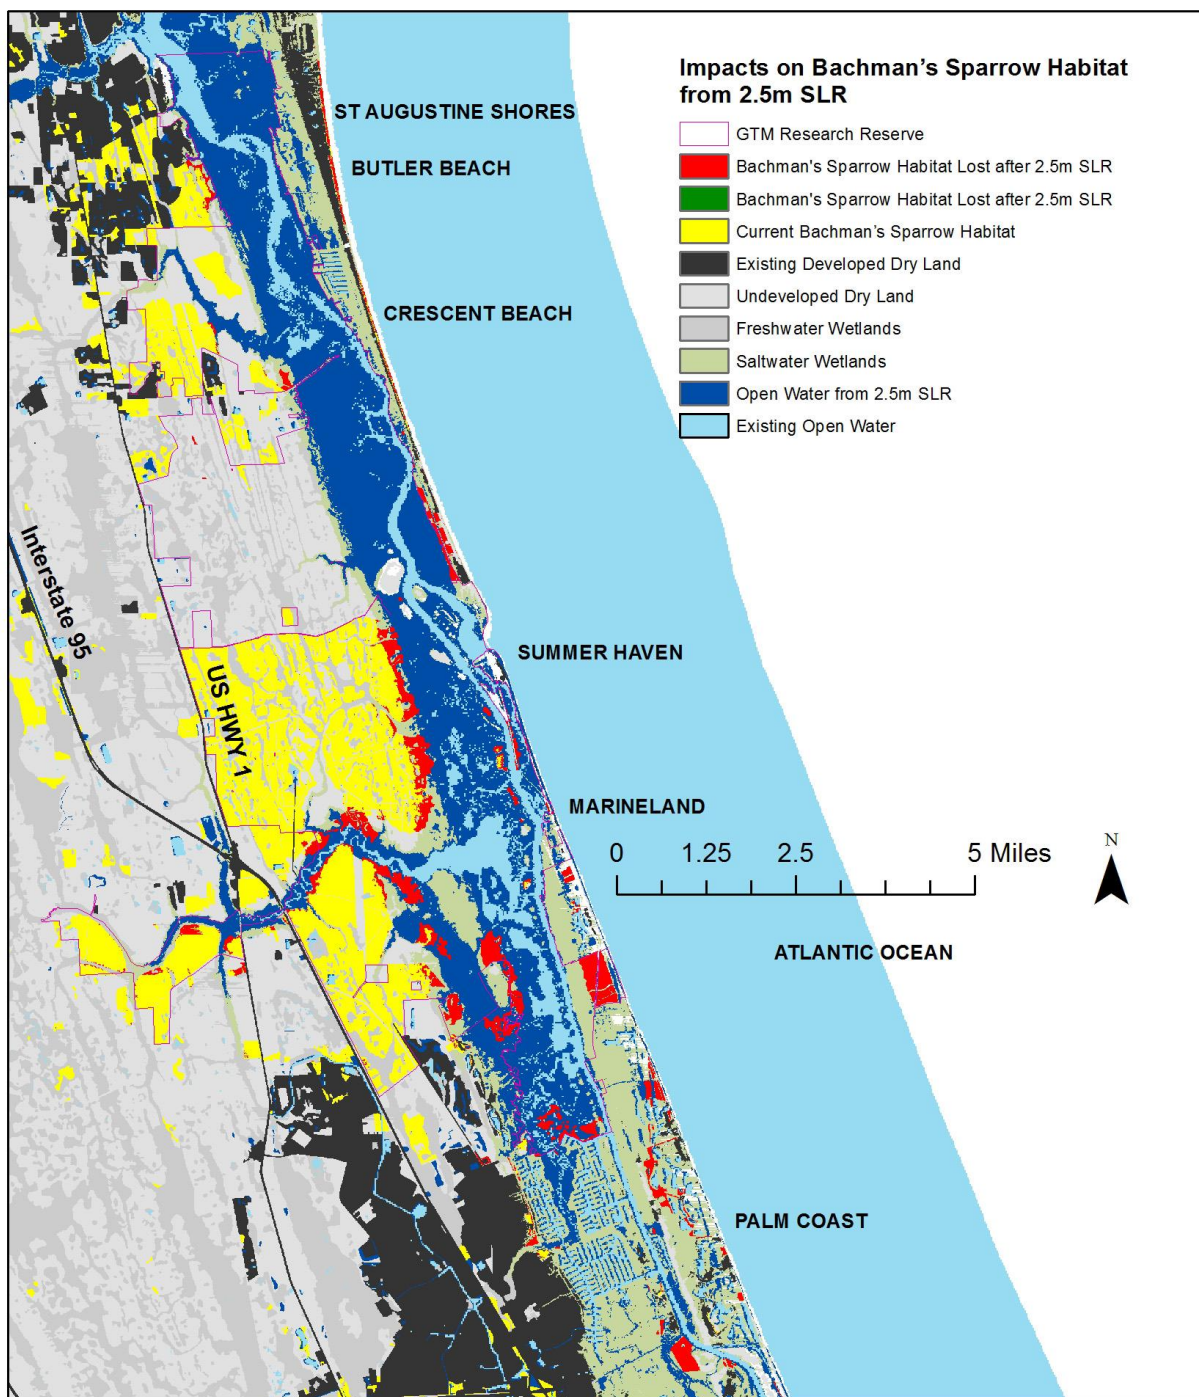 Impacts on Bachman's Sparrow Habitat
from 2.5m SLR
GTM Research Reserve
Bachman's Sparrow Habitat Lost after 2.5m SLR
Bachman's Sparrow Habitat Lost after 2.5m SLR
Current Bachman's Sparrow Habitat
Existing Developed Dry Land
Undeveloped Dry Land
Freshwater Wetlands
Saltwater Wetlands
Open Water from 2.5m SLR
Existing Open Water
ST AUGUSTINE SHORES
BUTLER BEACH
CRESCENT BEACH
Interstate 95
US HWY 1
SUMMER HAVEN
MARINELAND
0 1.25 2.5 5 Miles
N
ATLANTIC OCEAN
PALM COAST